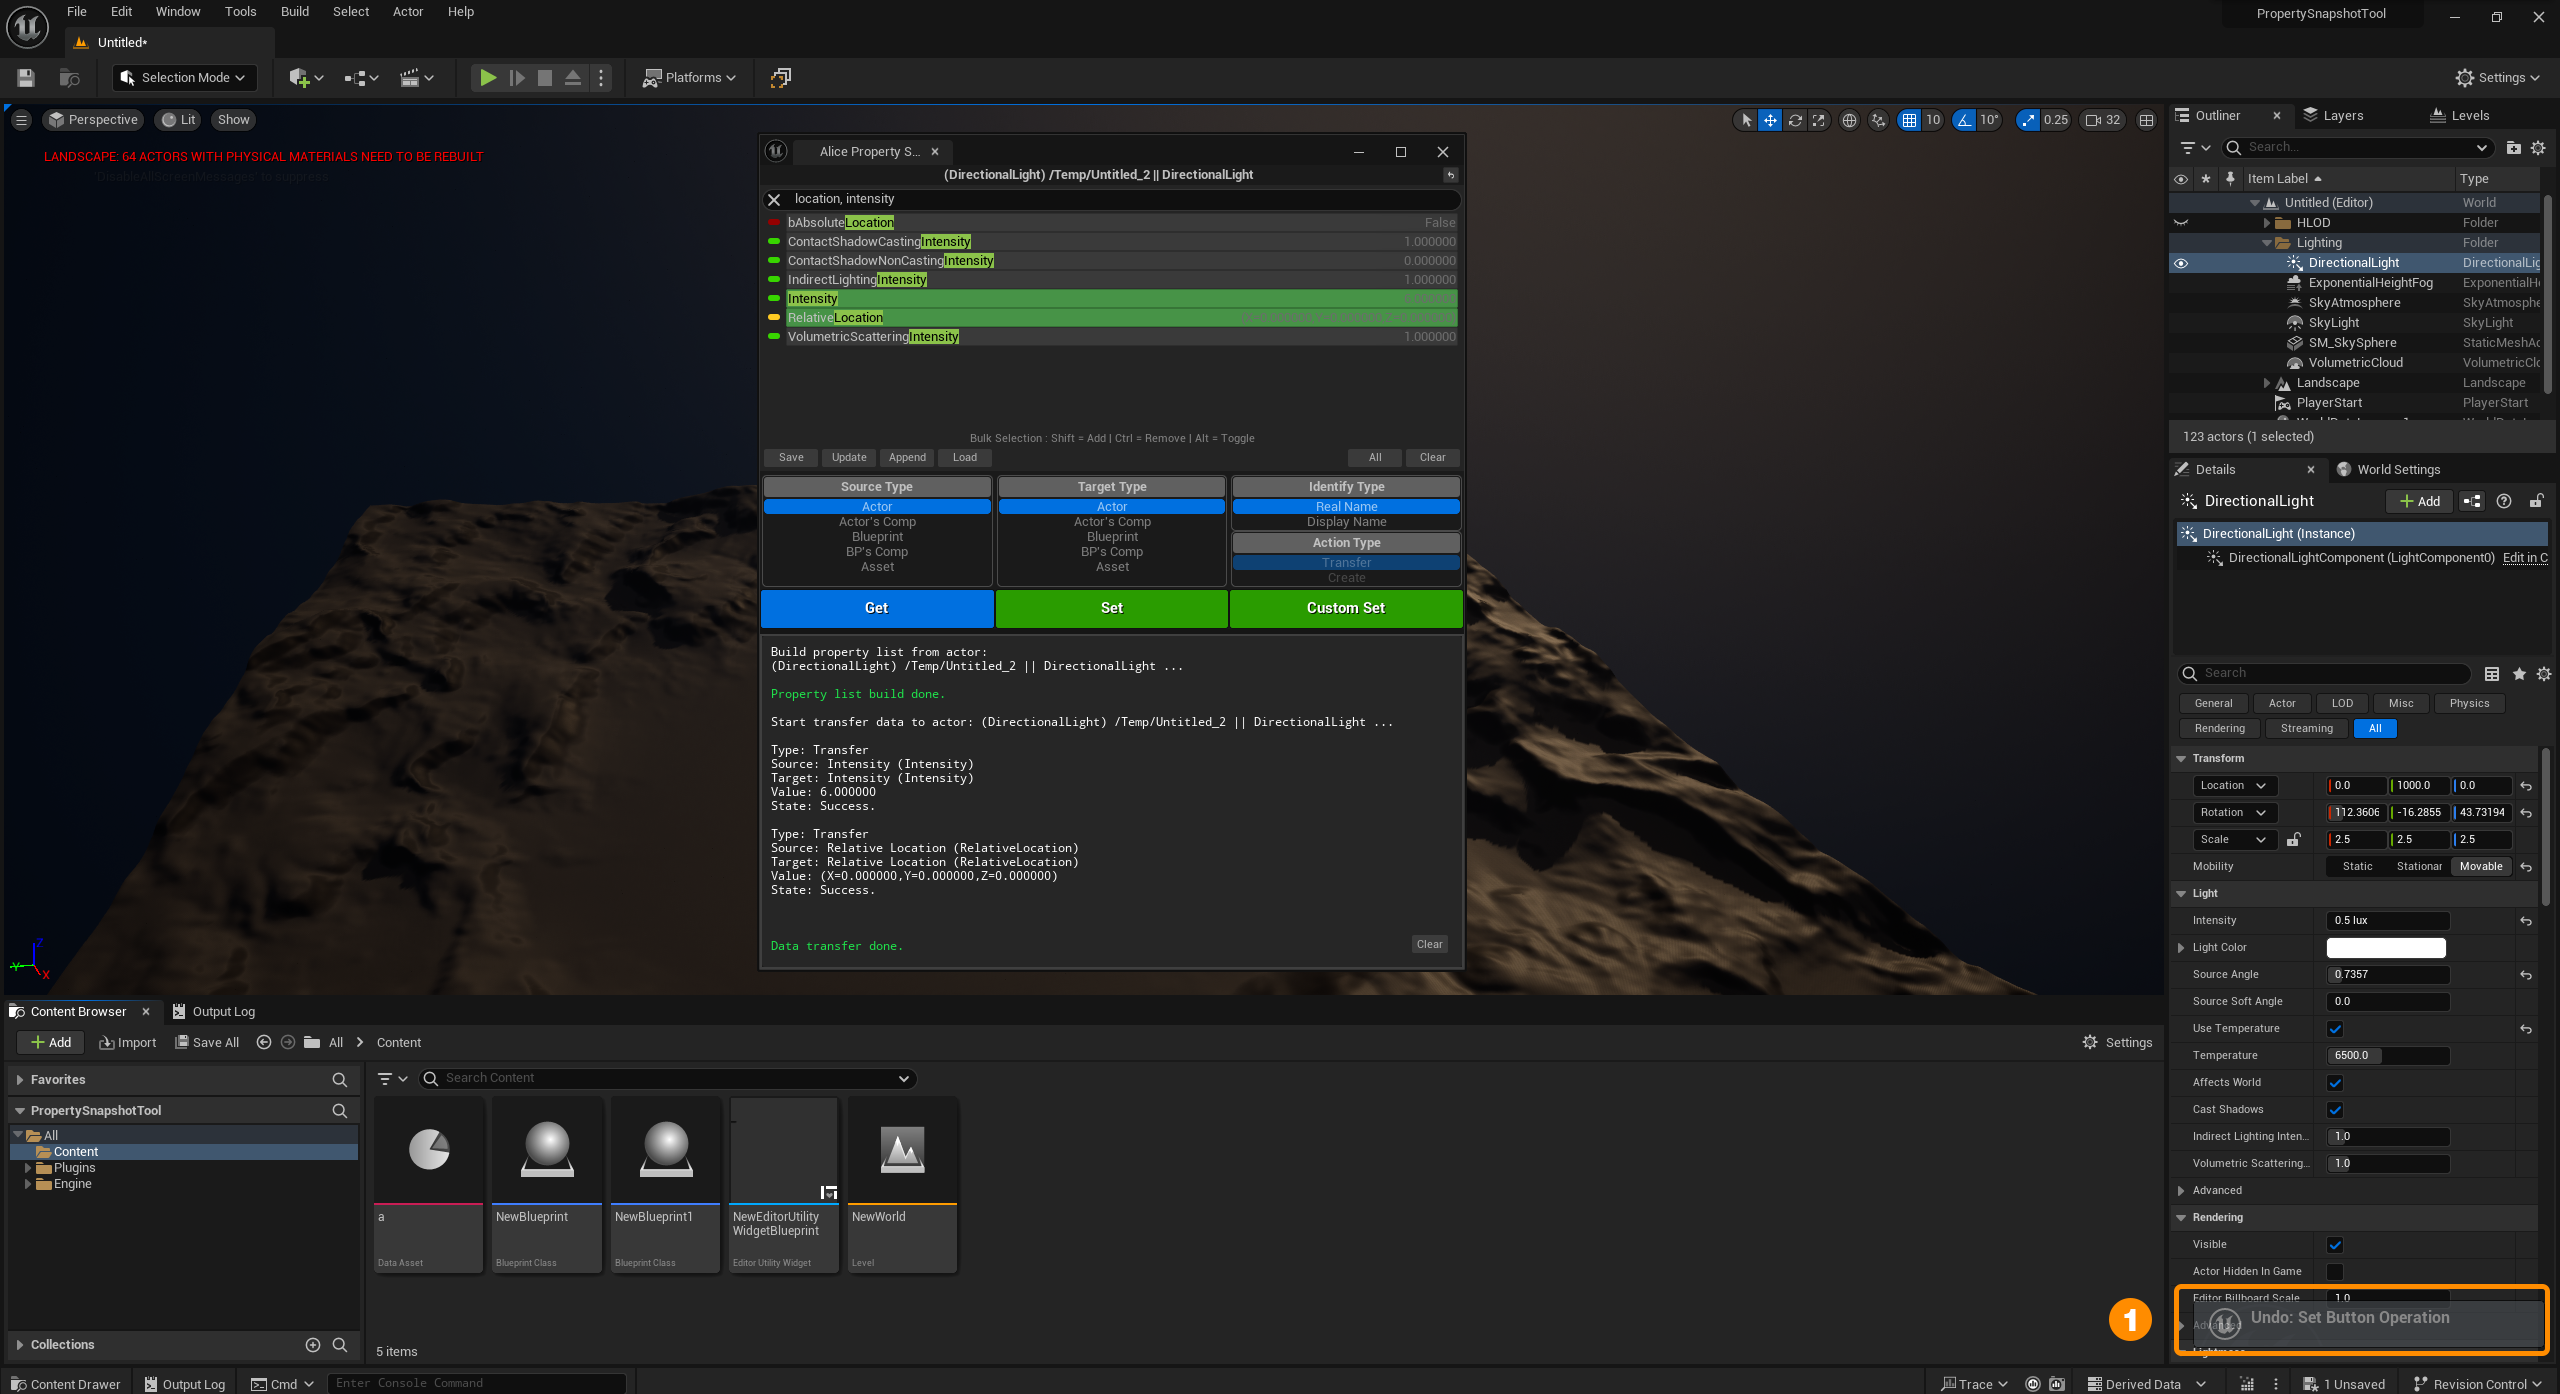 File Edit Window Tools Build Select Actor Help
PropertySnapshotTool
Untitled*
Selection Mode
Platforms
Settings
Perspective Lit Show
10 10° 0.25 32
LANDSCAPE: 64 ACTORS WITH PHYSICAL MATERIALS NEED TO BE REBUILT
'DisableAllScreenMessages' to suppress
Alice Property S...
(DirectionalLight) /Temp/Untitled_2 || DirectionalLight
location, intensity
bAbsoluteLocation False
ContactShadowCastingIntensity 1.000000
ContactShadowNonCastingIntensity 0.000000
IndirectLightingIntensity 1.000000
Intensity 6.000000
RelativeLocation (X=0.000000,Y=0.000000,Z=0.000000)
VolumetricScatteringIntensity 1.000000
Bulk Selection : Shift = Add | Ctrl = Remove | Alt = Toggle
Save Update Append Load All Clear
Source Type Target Type Identify Type
Actor Actor Real Name
Actor's Comp Actor's Comp Display Name
Blueprint Blueprint Action Type
BP's Comp BP's Comp Transfer
Asset Asset Create
Get Set Custom Set
Build property list from actor:
(DirectionalLight) /Temp/Untitled_2 || DirectionalLight ...
Property list build done.
Start transfer data to actor: (DirectionalLight) /Temp/Untitled_2 || DirectionalLight ...
Type: Transfer
Source: Intensity (Intensity)
Target: Intensity (Intensity)
Value: 6.000000
State: Success.
Type: Transfer
Source: Relative Location (RelativeLocation)
Target: Relative Location (RelativeLocation)
Value: (X=0.000000,Y=0.000000,Z=0.000000)
State: Success.
Data transfer done.
Clear
Z
Y
X
Outliner Layers Levels
Search...
Item Label Type
Untitled (Editor) World
HLOD Folder
Lighting Folder
DirectionalLight DirectionalLig
ExponentialHeightFog ExponentialHe
SkyAtmosphere SkyAtmosphe
SkyLight SkyLight
SM_SkySphere StaticMeshAc
VolumetricCloud VolumetricClo
Landscape Landscape
PlayerStart PlayerStart
123 actors (1 selected)
Details World Settings
DirectionalLight
Add
DirectionalLight (Instance)
DirectionalLightComponent (LightComponent0) Edit in C
Search
General Actor LOD Misc Physics
Rendering Streaming All
Transform
Location 0.0 1000.0 0.0
Rotation 112.3606 -16.2855 43.73194
Scale 2.5 2.5 2.5
Mobility Static Stationar Movable
Light
Intensity 0.5 lux
Light Color
Source Angle 0.7357
Source Soft Angle 0.0
Use Temperature
Temperature 6500.0
Affects World
Cast Shadows
Indirect Lighting Inten... 1.0
Volumetric Scattering... 1.0
Advanced
Rendering
Visible
Actor Hidden In Game
Editor Billboard Scale 1.0
Advanced
1
Undo: Set Button Operation
Content Browser Output Log
Add Import Save All All Content
Settings
Favorites
Search Content
PropertySnapshotTool
All
Content
Plugins
Engine
a
Data Asset
NewBlueprint
Blueprint Class
NewBlueprint1
Blueprint Class
NewEditorUtility
WidgetBlueprint
Editor Utility Widget
NewWorld
Level
Collections
5 items
Content Drawer Output Log Cmd Enter Console Command
Trace Derived Data 1 Unsaved Revision Control